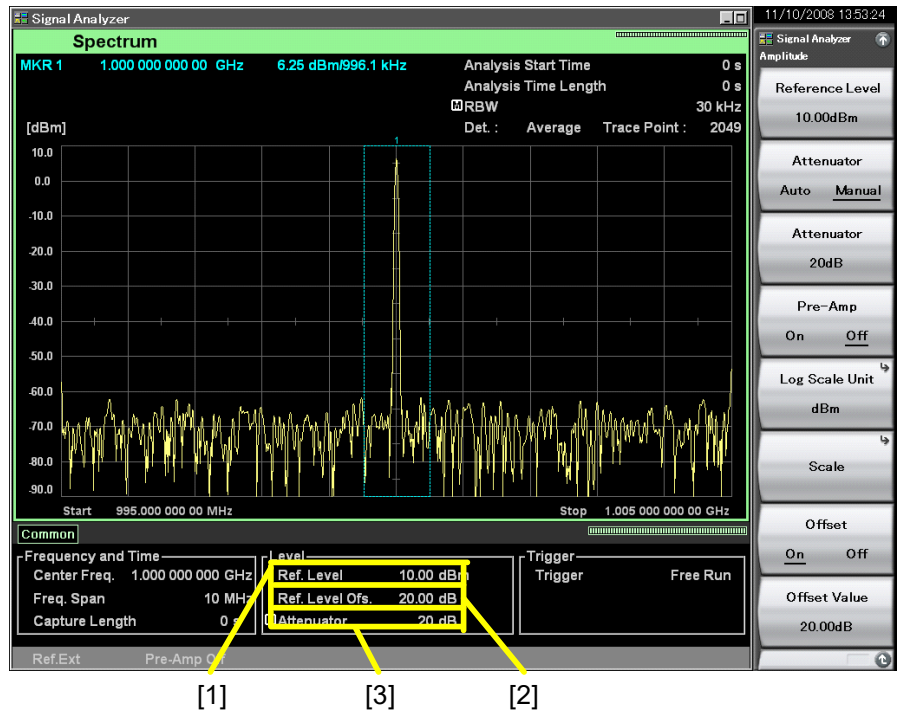 Signal Analyzer
11/10/2008 13:53:24
Spectrum
MKR 1 1.000 000 000 00 GHz 6.25 dBm/996.1 kHz
Analysis Start Time 0 s
Analysis Time Length 0 s
M RBW 30 kHz
[dBm]
Det. : Average Trace Point : 2049
1
10.0
0.0
-10.0
-20.0
-30.0
-40.0
-50.0
-60.0
-70.0
-80.0
-90.0
Start 995.000 000 00 MHz
Stop 1.005 000 000 00 GHz
Common
Frequency and Time
Center Freq. 1.000 000 000 GHz
Freq. Span 10 MHz
Capture Length 0 s
Level
Ref. Level 10.00 dBm
Ref. Level Ofs. 20.00 dB
Attenuator 20 dB
Trigger
Trigger Free Run
Ref.Ext Pre-Amp Off
Signal Analyzer
Amplitude
Reference Level
10.00dBm
Attenuator
Auto Manual
Attenuator
20dB
Pre-Amp
On Off
Log Scale Unit
dBm
Scale
Offset
On Off
Offset Value
20.00dB
[1] [3] [2]